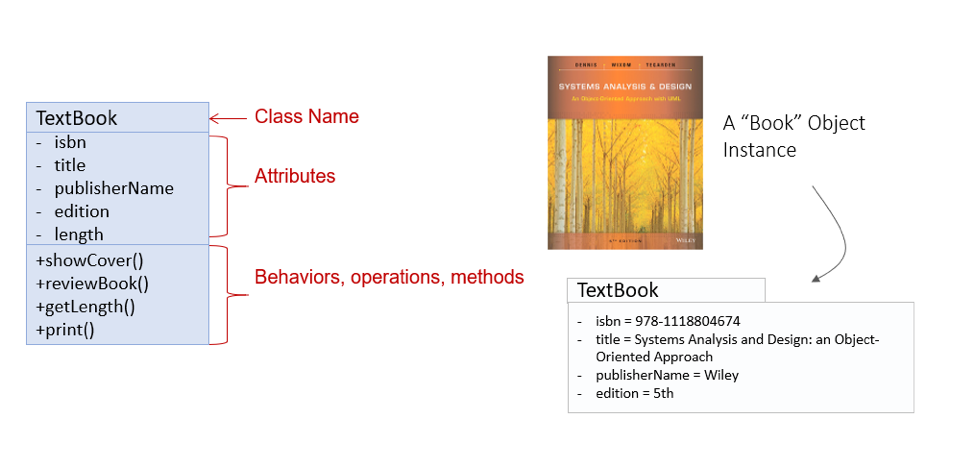 TextBook
- isbn
- title
- publisherName
- edition
- length
+showCover()
+reviewBook()
+getLength()
+print()
Class Name
Attributes
Behaviors, operations, methods
DENNIS | WIXOM | TEGARDEN
SYSTEMS ANALYSIS & DESIGN
An Object-Oriented Approach with UML
EDITION
WILEY
A “Book” Object
Instance
TextBook
- isbn = 978-1118804674
- title = Systems Analysis and Design: an Object-
Oriented Approach
- publisherName = Wiley
- edition = 5th